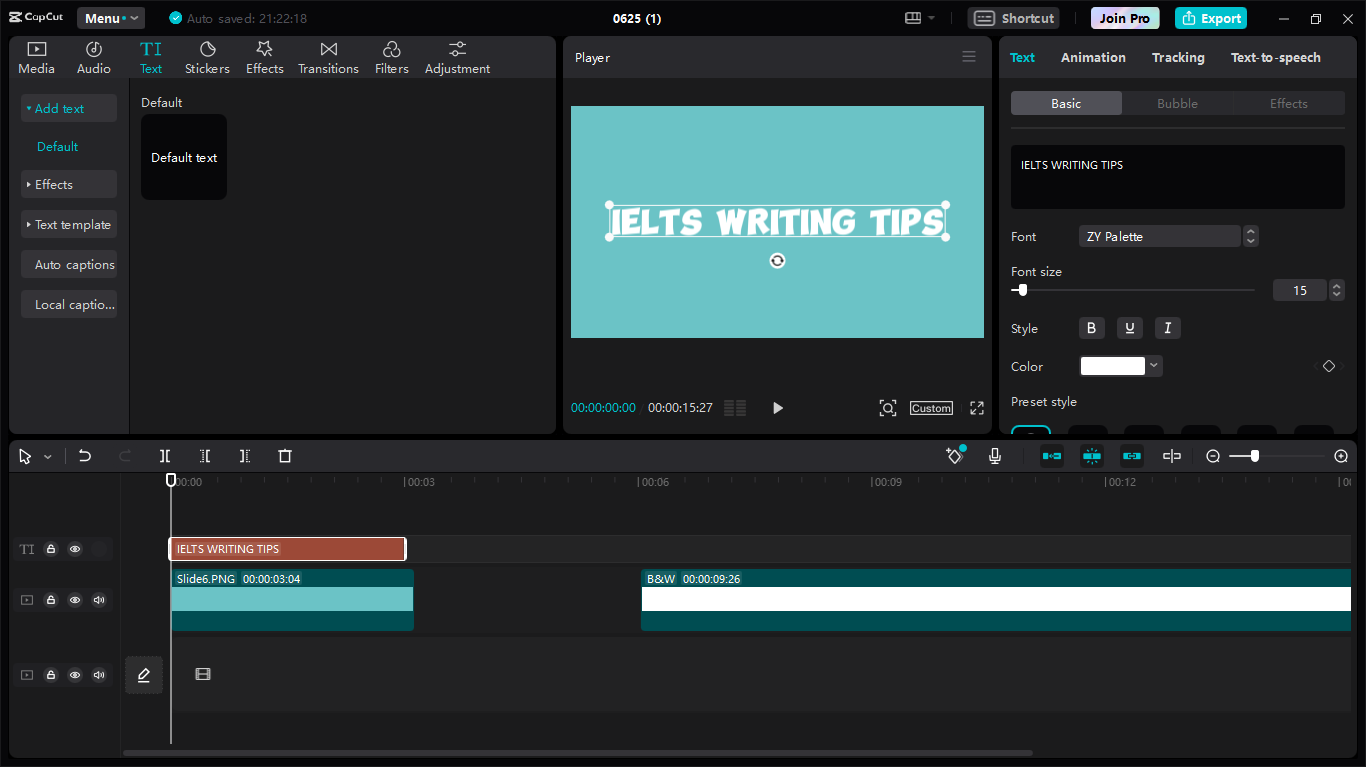 CapCut
Menu
Auto saved: 21:22:18
0625 (1)
Shortcut
Join Pro
Export
Media
Audio
TI
Text
Stickers
Effects
Transitions
Filters
Adjustment
Add text
Default
Effects
Text template
Auto captions
Local captio...
Default
Default text
Player
IELTS WRITING TIPS
00:00:00:00
00:00:15:27
Custom
Text
Animation
Tracking
Text-to-speech
Basic
Bubble
Effects
IELTS WRITING TIPS
Font
ZY Palette
Font size
15
Style
B
U
I
Color
Preset style
00:00
00:03
00:06
00:09
00:12
TI
IELTS WRITING TIPS
Slide6.PNG 00:00:03:04
B&W 00:00:09:26